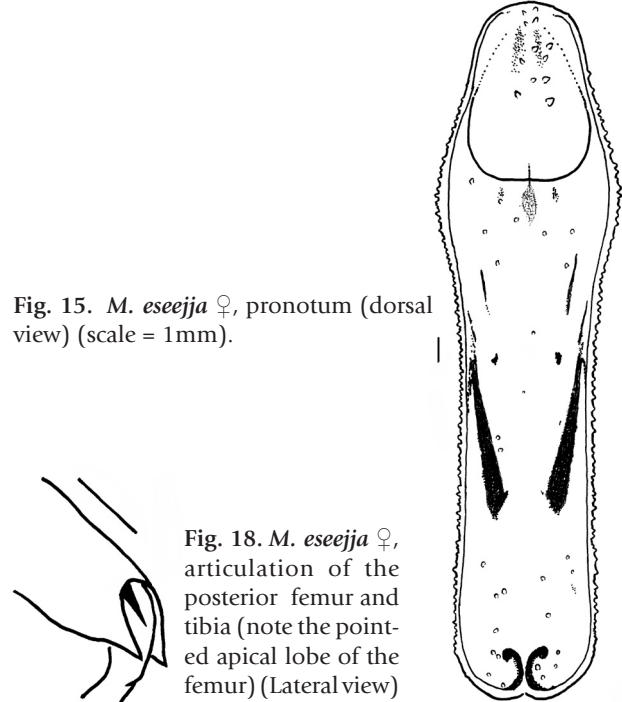 Fig. 15. M. eseejja ♀, pronotum (dorsal
view) (scale = 1mm).
Fig. 18. M. eseejja ♀,
articulation of the
posterior femur and
tibia (note the point-
ed apical lobe of the
femur) (Lateral view)